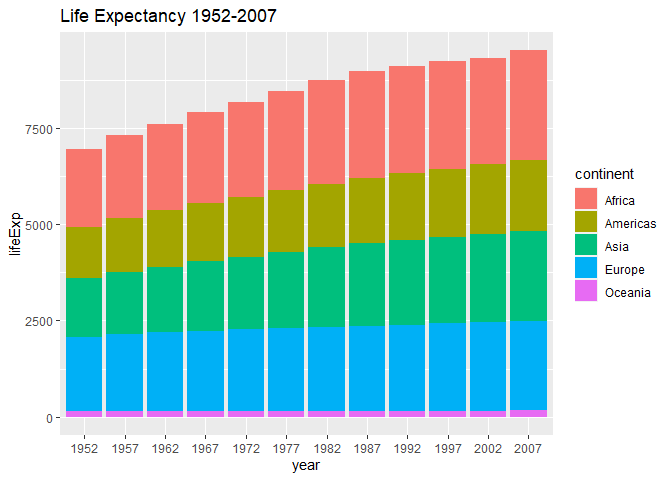 Life Expectancy 1952-2007
lifeExp
7500
5000
2500
0
1952 1957 1962 1967 1972 1977 1982 1987 1992 1997 2002 2007
year
continent
Africa
Americas
Asia
Europe
Oceania